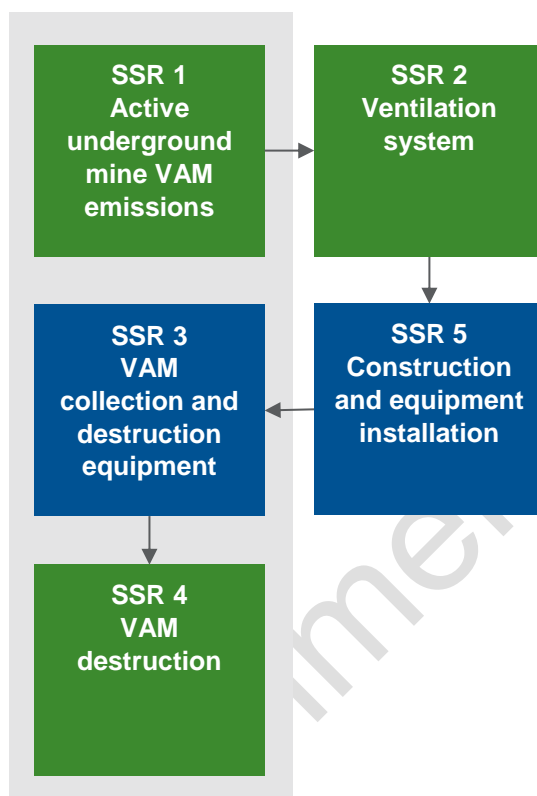 SSR 1
Active
underground
mine VAM
emissions
SSR 2
Ventilation
system
SSR 3
VAM
collection and
destruction
equipment
SSR 5
Construction
and equipment
installation
SSR 4
VAM
destruction